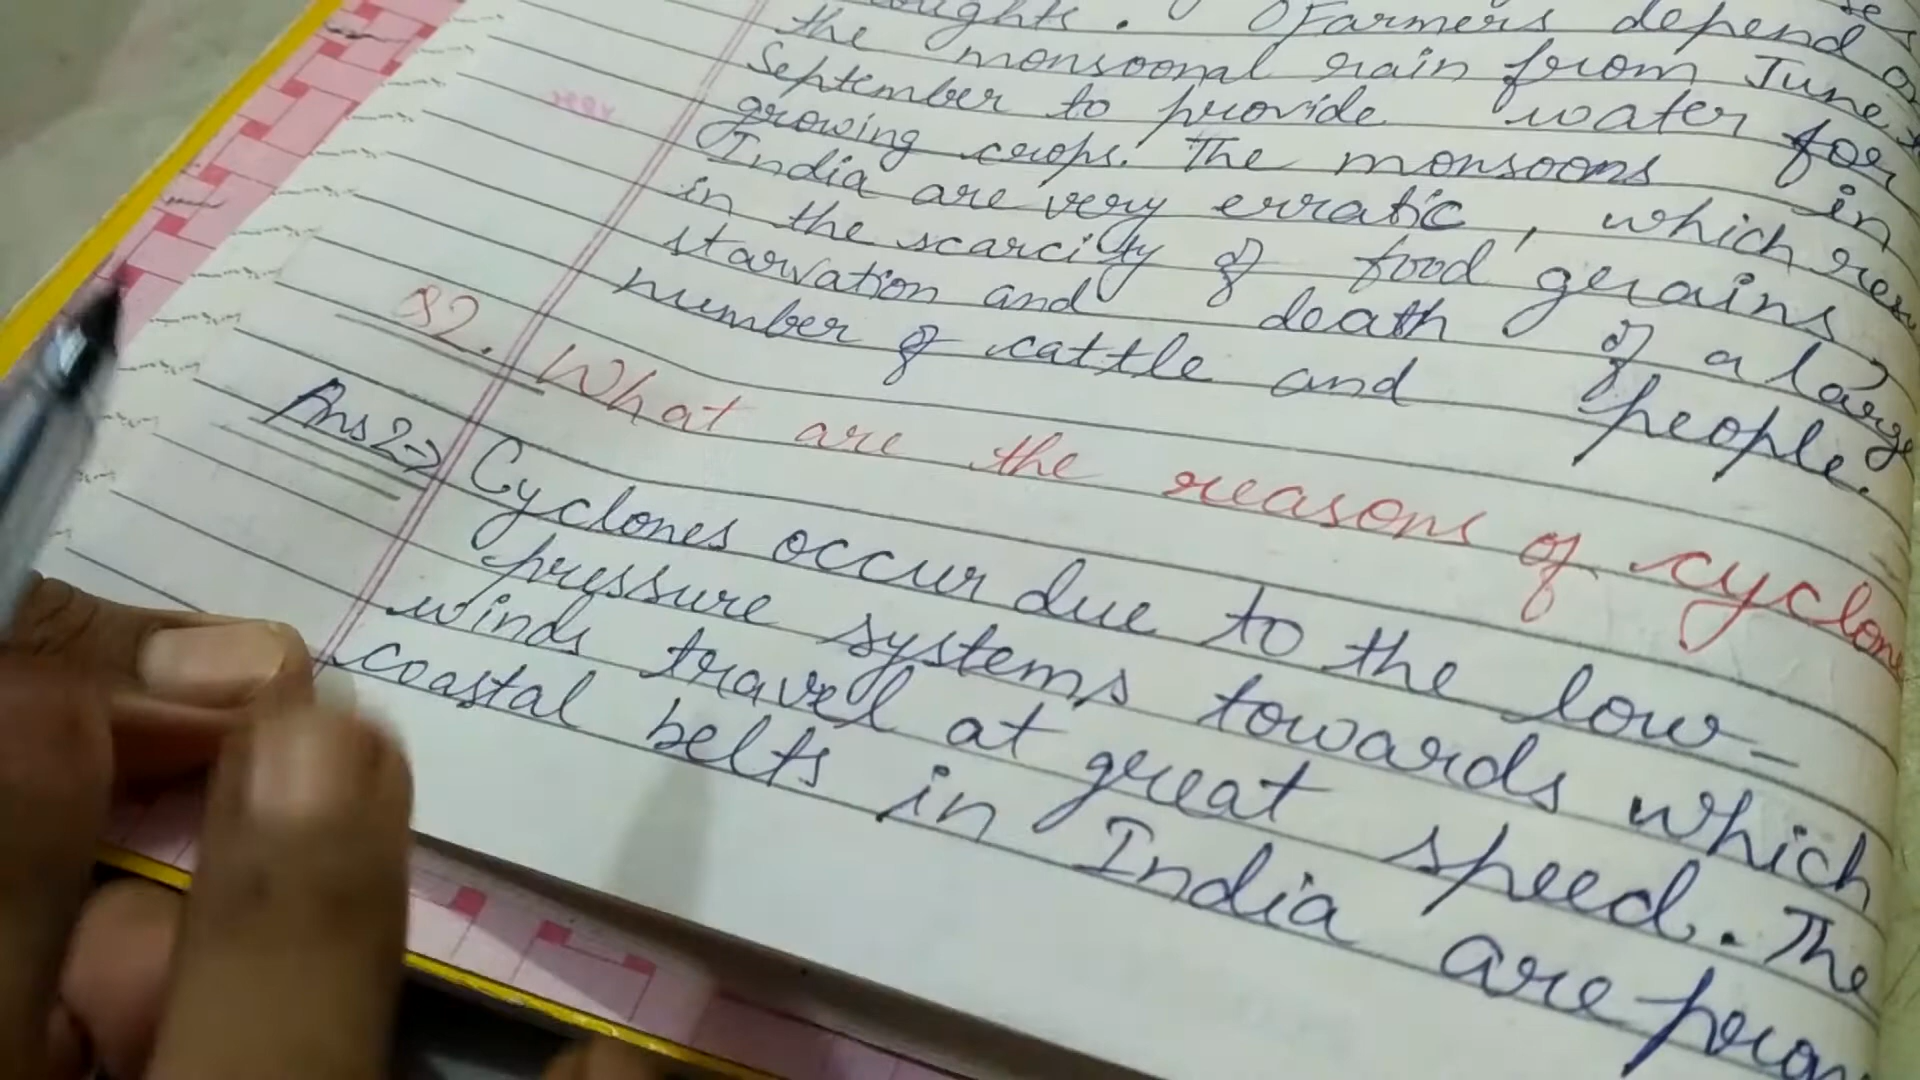 Farmers depend
the monsoonal rain from June
September to provide water for
growing crops. The monsoons in
India are very erratic, which
in the scarcity of food grains
starvation and death of a large
number of cattle and people.
Q2. What are the reasons of
Ans2→ Cyclones occur due to the low-
pressure systems towards which
winds travel at great speed. The
coastal belts in India are